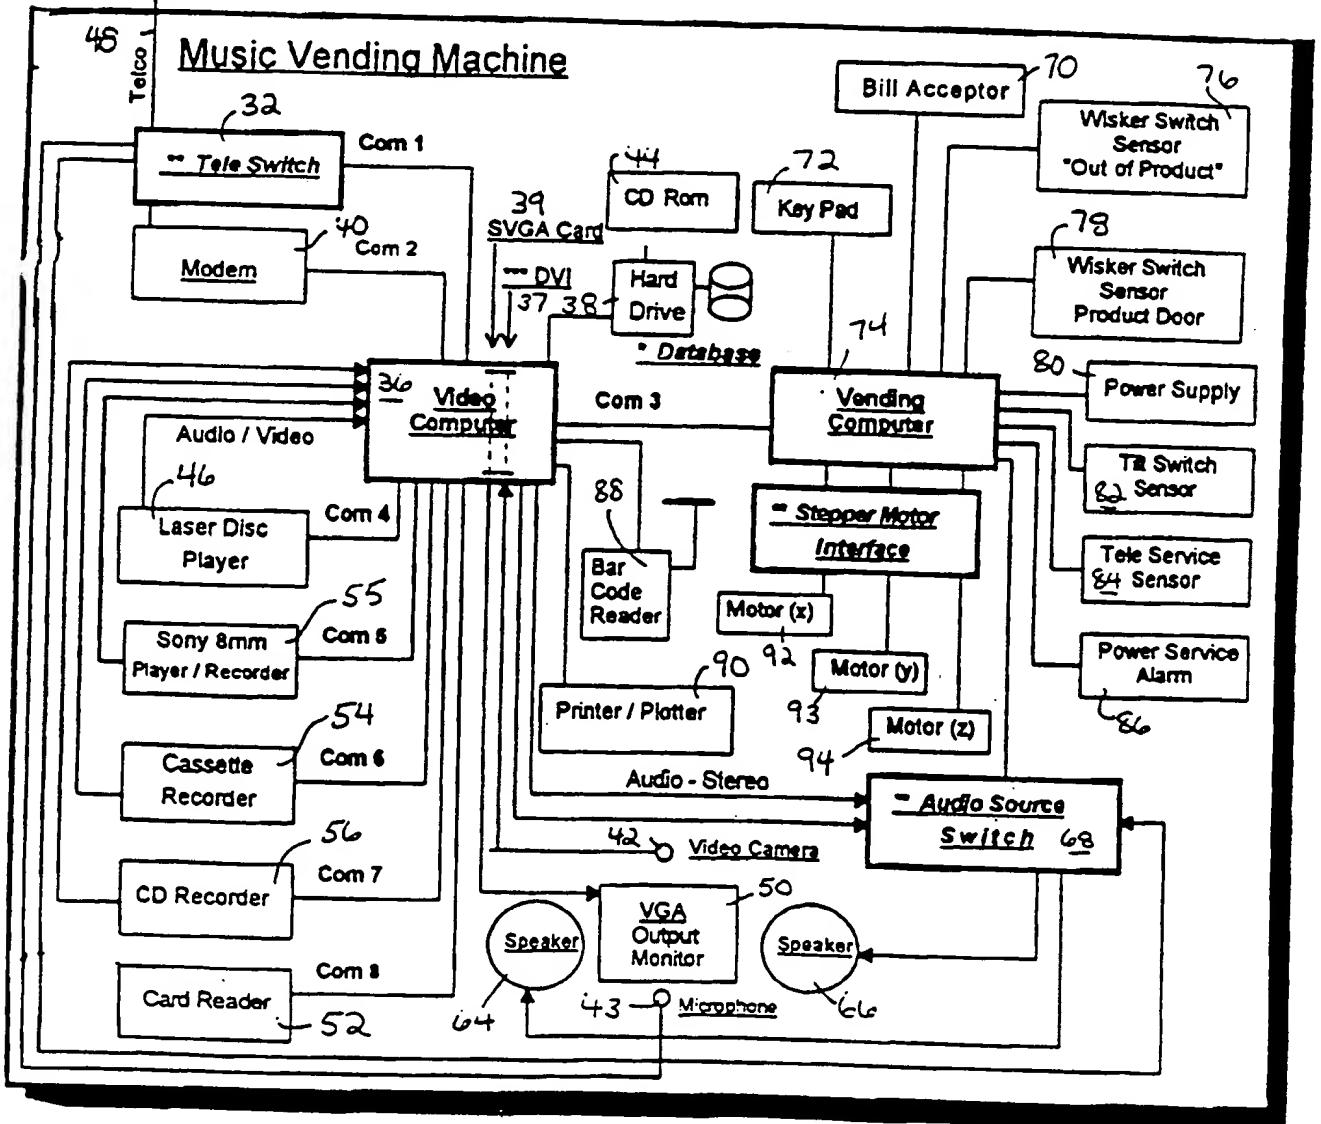 48
Telco
Music Vending Machine
32
** Tele Switch
Com 1
40
Modem
Com 2
44
CD Rom
39
SVGA Card
*** DVI
37
38
Hard
Drive
* Database
72
Key Pad
Bill Acceptor
70
76
Wisker Switch
Sensor
"Out of Product"
78
Wisker Switch
Sensor
Product Door
80
Power Supply
Tilt Switch
82 Sensor
Tele Service
84 Sensor
Power Service
Alarm
86
74
Vending
Computer
Com 3
36
Video
Computer
Audio / Video
46
Laser Disc
Player
Com 4
55
Sony 8mm
Player / Recorder
Com 5
54
Cassette
Recorder
Com 6
56
CD Recorder
Com 7
Card Reader
52
Com 8
88
Bar
Code
Reader
90
Printer / Plotter
** Stepper Motor
Interface
Motor (x)
92
Motor (y)
93
Motor (z)
94
Audio - Stereo
** Audio Source
Switch 68
42
Video Camera
50
VGA
Output
Monitor
Speaker
64
Speaker
66
43
Microphone